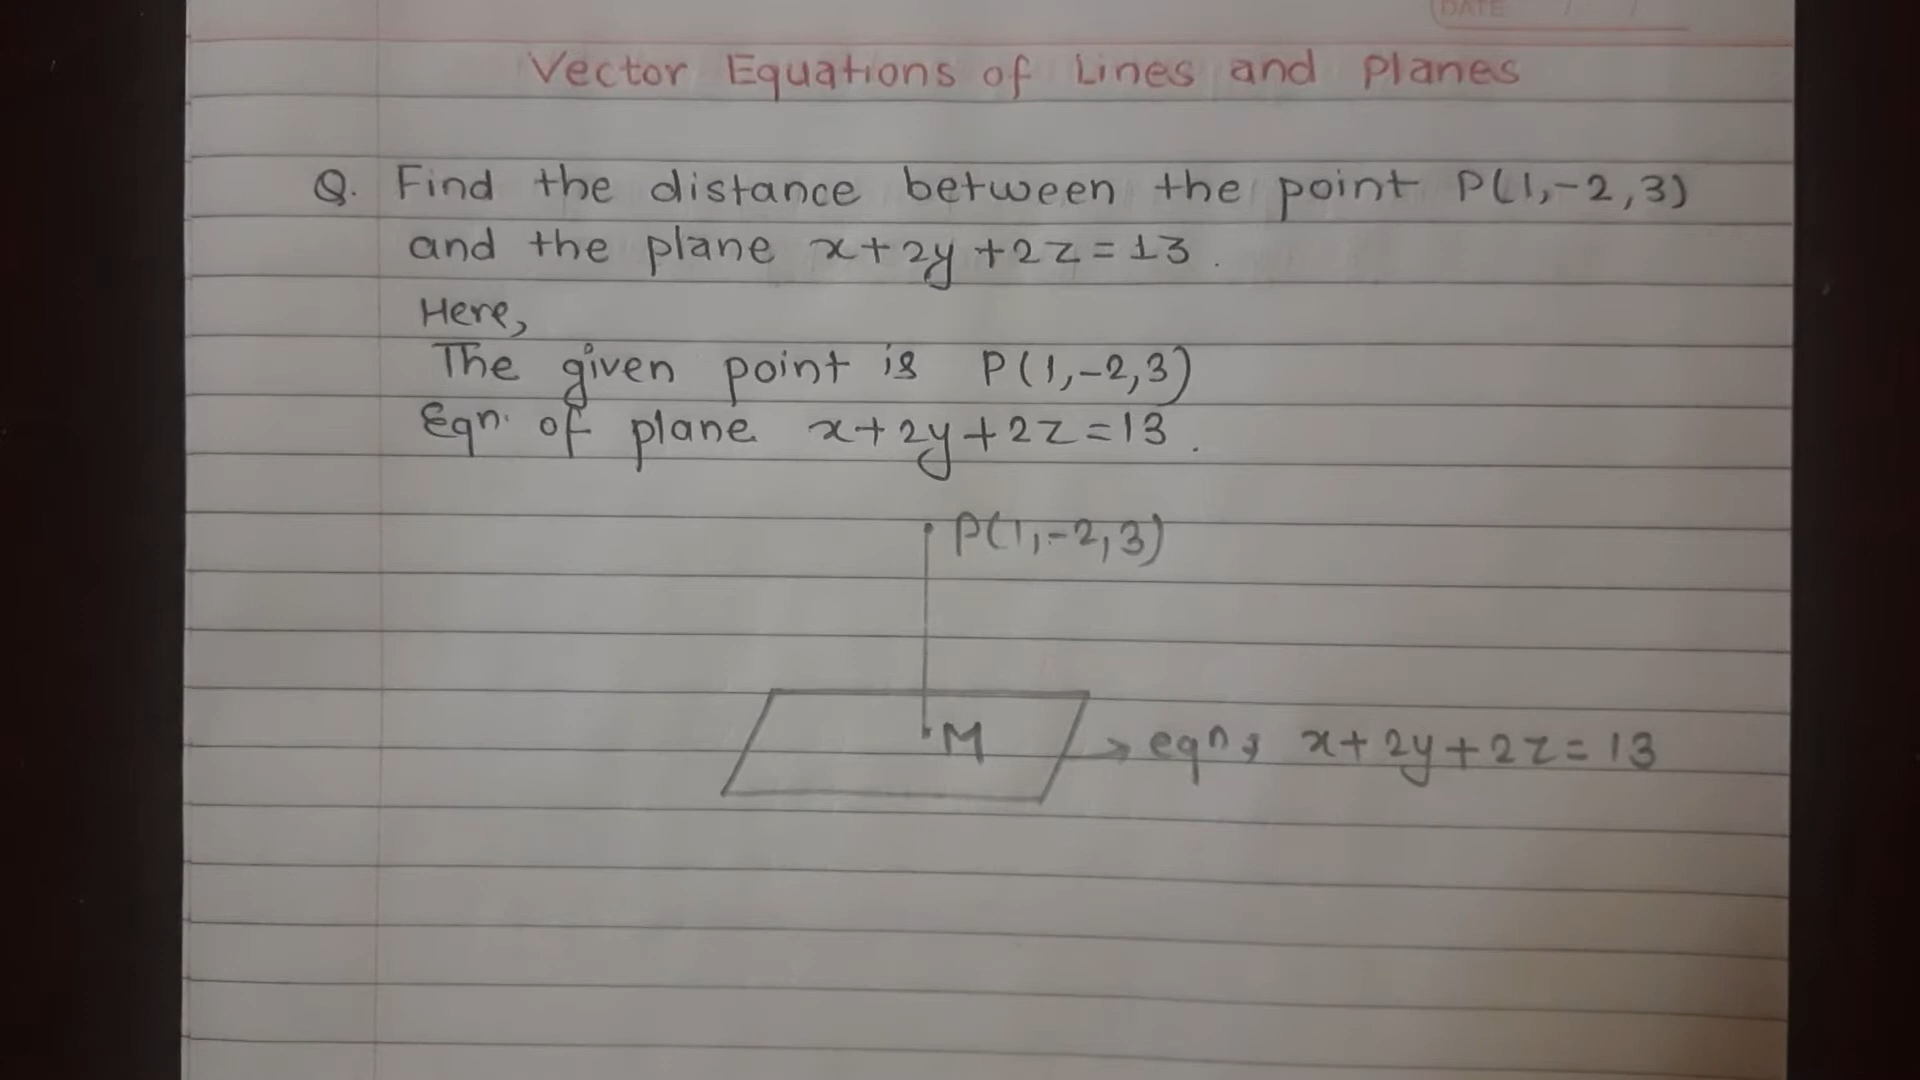 DATE / /
Vector Equations of Lines and Planes
Q. Find the distance between the point P(1,-2,3)
and the plane x+2y+2z=13.
Here,
The given point is P(1,-2,3)
Eqn. of plane x+2y+2z=13.
P(1,-2,3)
M
→ eqn, x+2y+2z=13